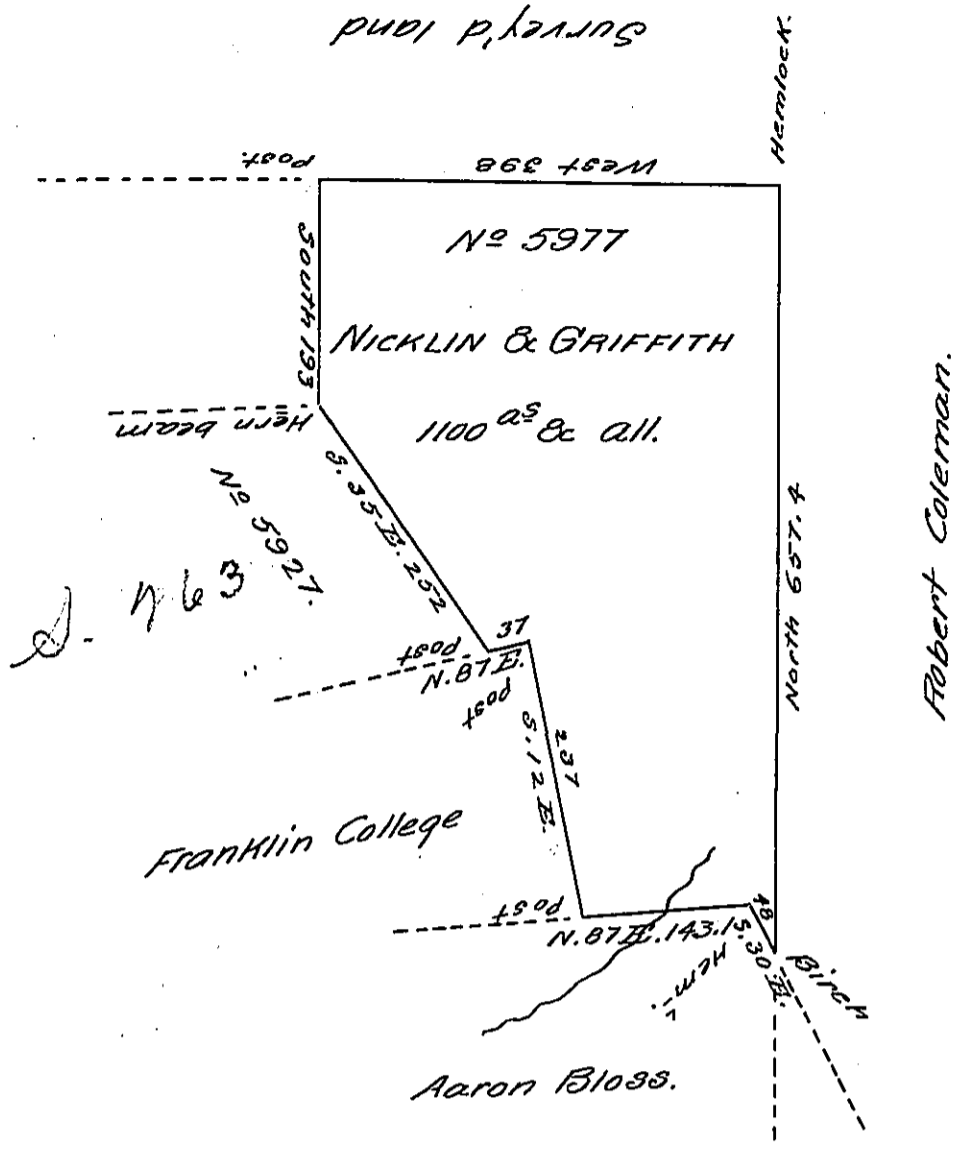 Survey'd land
Hemlock.
Post.
West 398
Nº 5977
South 193
NICKLIN & GRIFFITH
1100 aˢ & all.
Hern beam
S. 35 E. 252
Nº 5927.
Robert Coleman.
North 657.4
37
Post
N. 87 E.
post
S. 12 E.
237
Franklin College
Post
N. 87 E. 143.1
48
S. 30 E.
Birch
Hem
Aaron Bloss.